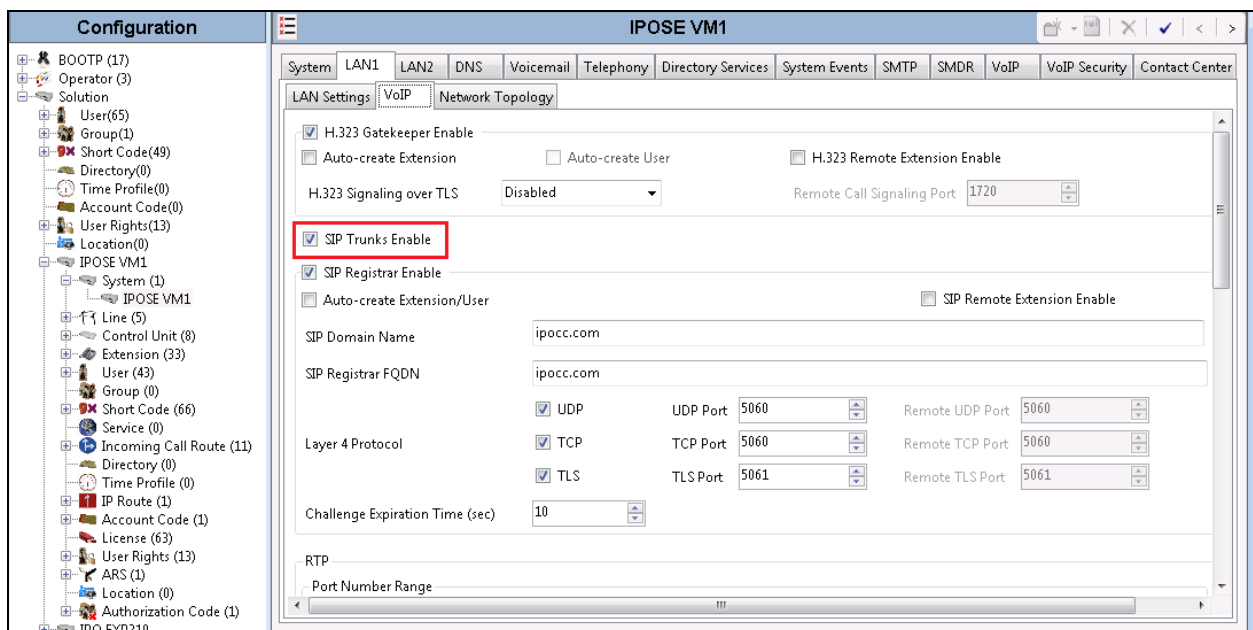 Configuration
BOOTP (17)
Operator (3)
Solution
User(65)
Group(1)
Short Code(49)
Directory(0)
Time Profile(0)
Account Code(0)
User Rights(13)
Location(0)
IPOSE VM1
System (1)
IPOSE VM1
Line (5)
Control Unit (8)
Extension (33)
User (43)
Group (0)
Short Code (66)
Service (0)
Incoming Call Route (11)
Directory (0)
Time Profile (0)
IP Route (1)
Account Code (1)
License (63)
User Rights (13)
ARS (1)
Location (0)
Authorization Code (1)
IPOSE VM1
System LAN1 LAN2 DNS Voicemail Telephony Directory Services System Events SMTP SMDR VoIP VoIP Security Contact Center
LAN Settings VoIP Network Topology
H.323 Gatekeeper Enable
Auto-create Extension Auto-create User H.323 Remote Extension Enable
H.323 Signaling over TLS Disabled Remote Call Signaling Port 1720
SIP Trunks Enable
SIP Registrar Enable
Auto-create Extension/User SIP Remote Extension Enable
SIP Domain Name ipocc.com
SIP Registrar FQDN ipocc.com
UDP UDP Port 5060 Remote UDP Port 5060
Layer 4 Protocol TCP TCP Port 5060 Remote TCP Port 5060
TLS TLS Port 5061 Remote TLS Port 5061
Challenge Expiration Time (sec) 10
RTP
Port Number Range